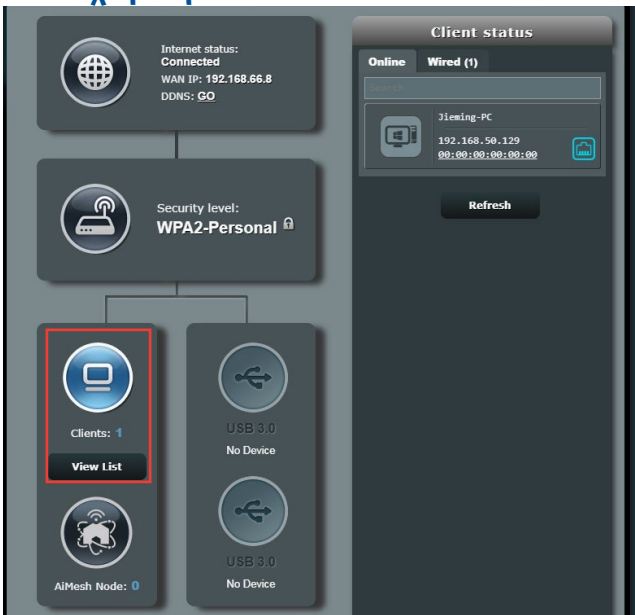 Internet status:
Connected
WAN IP: 192.168.66.8
DDNS: GO
Security level:
WPA2-Personal
Clients: 1
View List
AiMesh Node: 0
USB 3.0
No Device
USB 3.0
No Device
Client status
Online Wired (1)
Search
Jieming-PC
192.168.50.129
00:00:00:00:00:00
Refresh